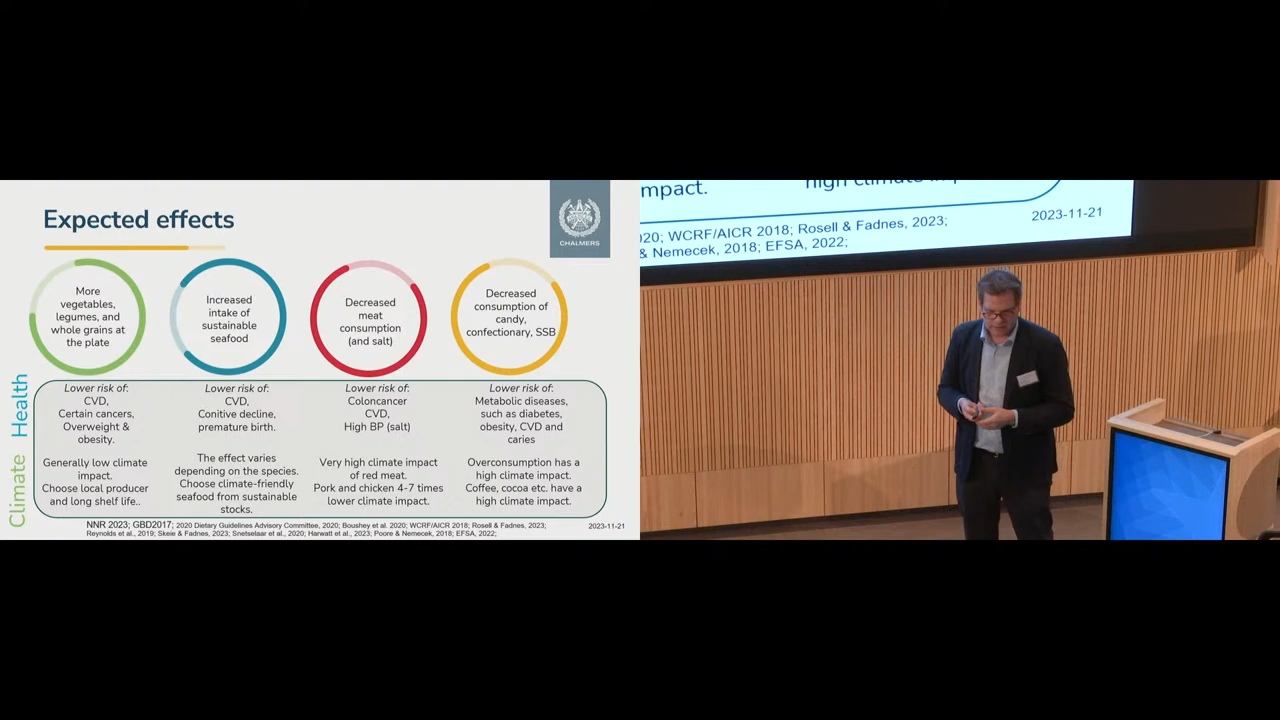 Expected effects
CHALMERS
More
vegetables,
legumes, and
whole grains at
the plate
Increased
intake of
sustainable
seafood
Decreased
meat
consumption
(and salt)
Decreased
consumption of
candy,
confectionary, SSB
Health
Lower risk of:
CVD,
Certain cancers,
Overweight &
obesity.
Lower risk of:
CVD,
Conitive decline,
premature birth.
Lower risk of:
Coloncancer
CVD,
High BP (salt)
Lower risk of:
Metabolic diseases,
such as diabetes,
obesity, CVD and
caries
Climate
Generally low climate
impact.
Choose local producer
and long shelf life..
The effect varies
depending on the species.
Choose climate-friendly
seafood from sustainable
stocks.
Very high climate impact
of red meat.
Pork and chicken 4-7 times
lower climate impact.
Overconsumption has a
high climate impact.
Coffee, cocoa etc. have a
high climate impact.
NNR 2023; GBD2017; 2020 Dietary Guidelines Advisory Committee, 2020; Boushey et al. 2020; WCRF/AICR 2018; Rosell & Fadnes, 2023;
Reynolds et al., 2019; Skeie & Fadnes, 2023; Snetselaar et al., 2020; Harwatt et al., 2023; Poore & Nemecek, 2018; EFSA, 2022;
2023-11-21
mpact.
high climate
020; WCRF/AICR 2018; Rosell & Fadnes, 2023;
& Nemecek, 2018; EFSA, 2022;
2023-11-21